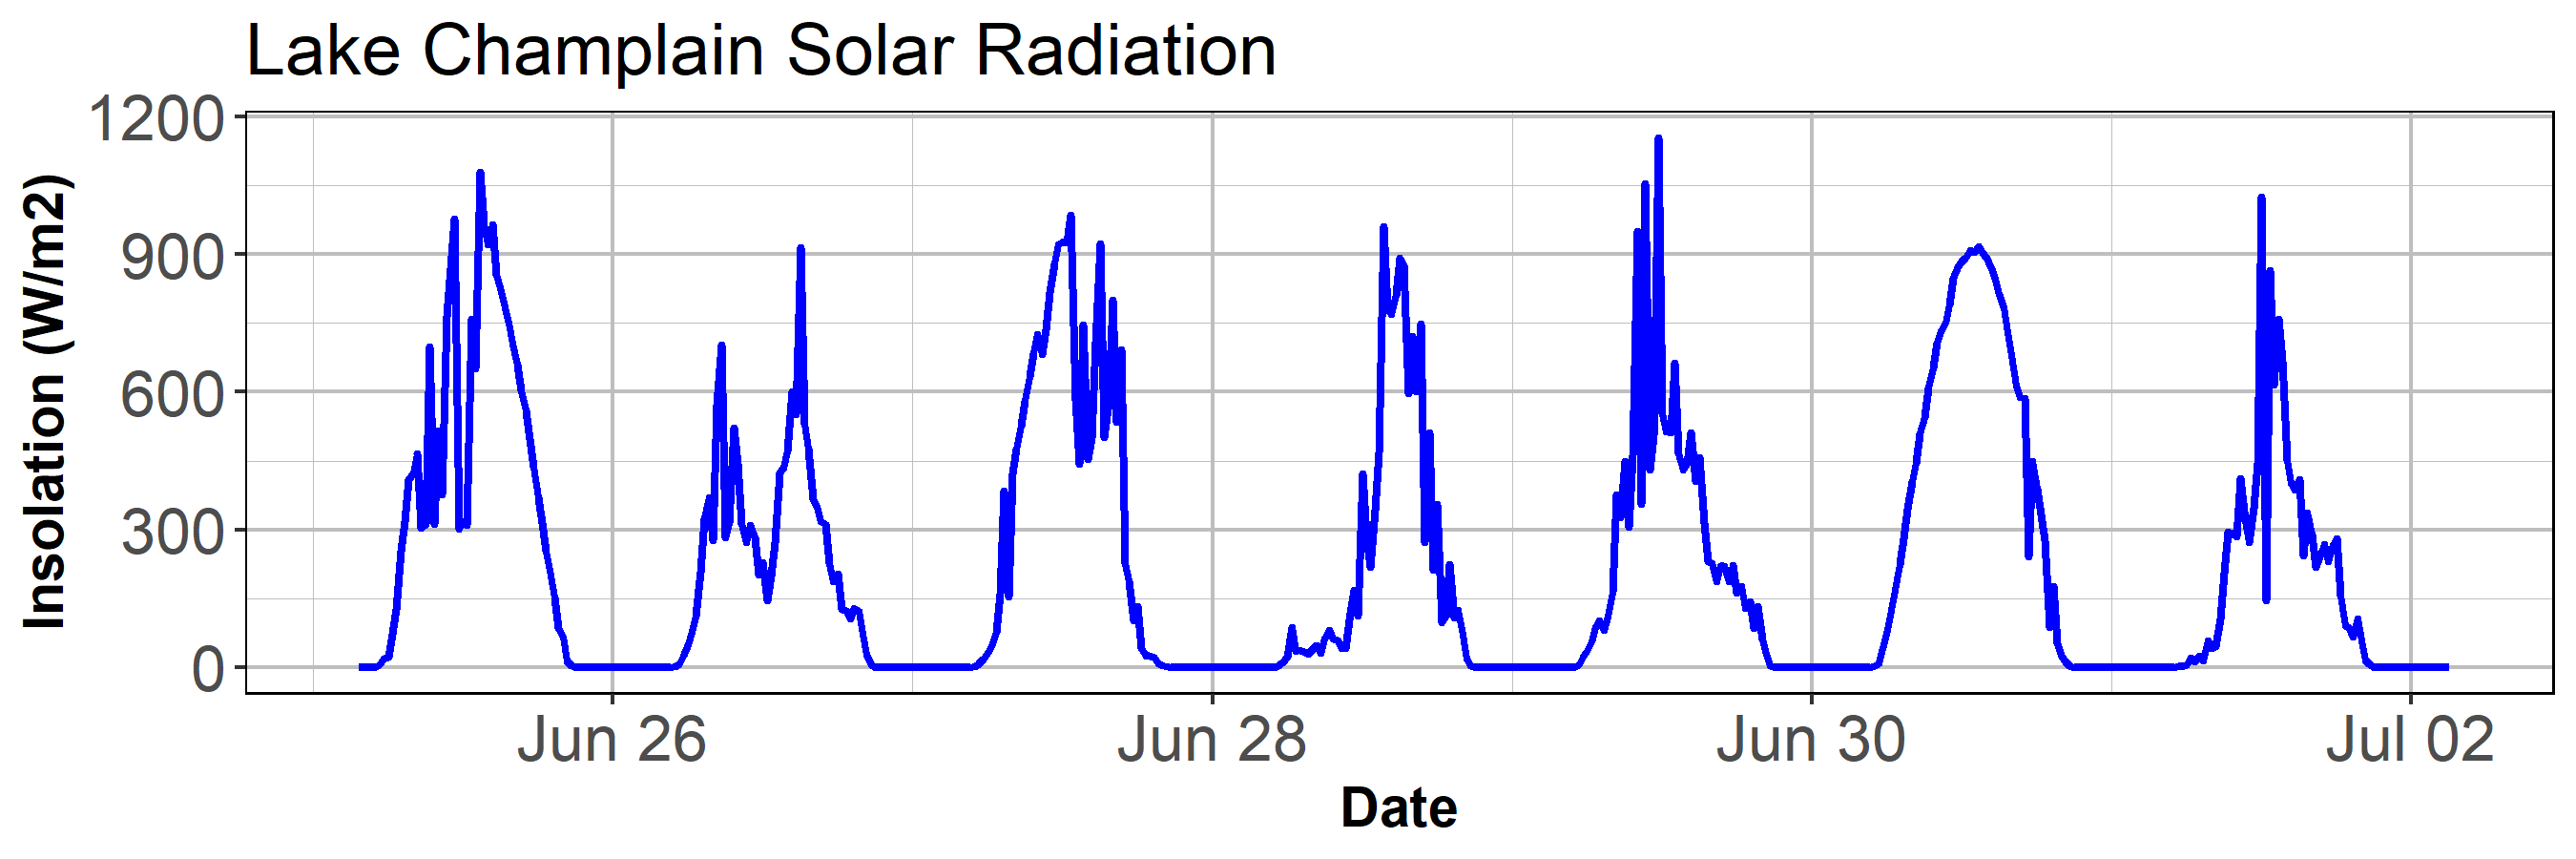 Lake Champlain Solar Radiation
1200
900
600
300
0
Insolation (W/m2)
Jun 26 Jun 28 Jun 30 Jul 02
Date